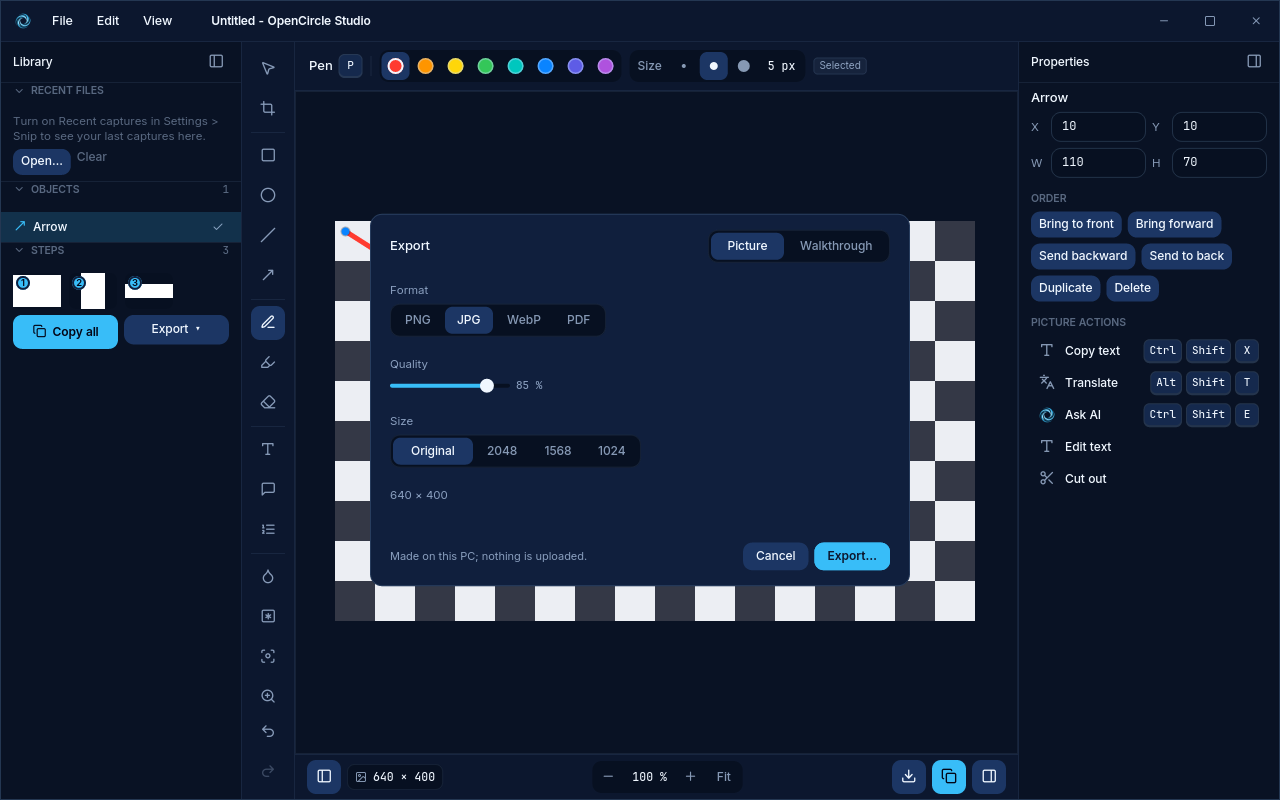 File Edit View Untitled - OpenCircle Studio
Library
RECENT FILES
Turn on Recent captures in Settings >
Snip to see your last captures here.
Open... Clear
OBJECTS 1
Arrow
STEPS 3
1 2 3
Copy all Export
Pen P Size 5 px Selected
Export Picture Walkthrough
Format
PNG JPG WebP PDF
Quality
85 %
Size
Original 2048 1568 1024
640 × 400
Made on this PC; nothing is uploaded. Cancel Export...
640 × 400 100 % Fit
Properties
Arrow
X 10 Y 10
W 110 H 70
ORDER
Bring to front Bring forward
Send backward Send to back
Duplicate Delete
PICTURE ACTIONS
Copy text Ctrl Shift X
Translate Alt Shift T
Ask AI Ctrl Shift E
Edit text
Cut out